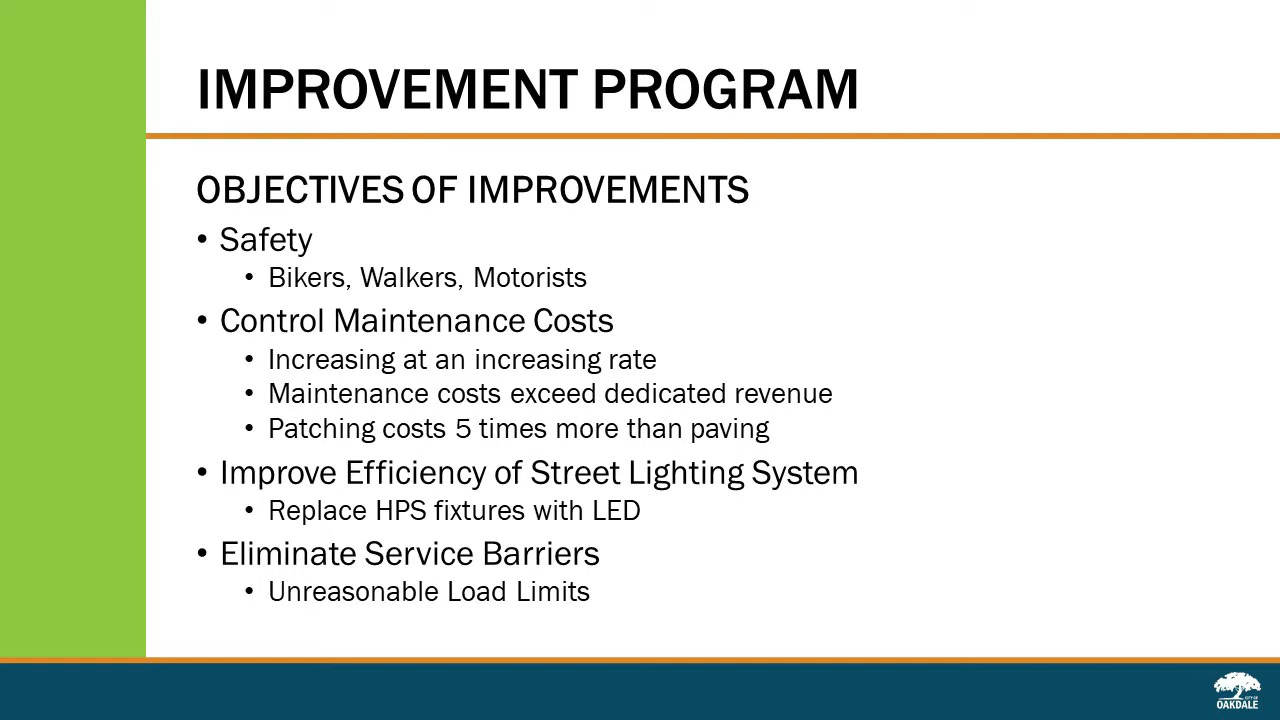 IMPROVEMENT PROGRAM
OBJECTIVES OF IMPROVEMENTS
• Safety
• Bikers, Walkers, Motorists
• Control Maintenance Costs
• Increasing at an increasing rate
• Maintenance costs exceed dedicated revenue
• Patching costs 5 times more than paving
• Improve Efficiency of Street Lighting System
• Replace HPS fixtures with LED
• Eliminate Service Barriers
• Unreasonable Load Limits
CITY OF
OAKDALE